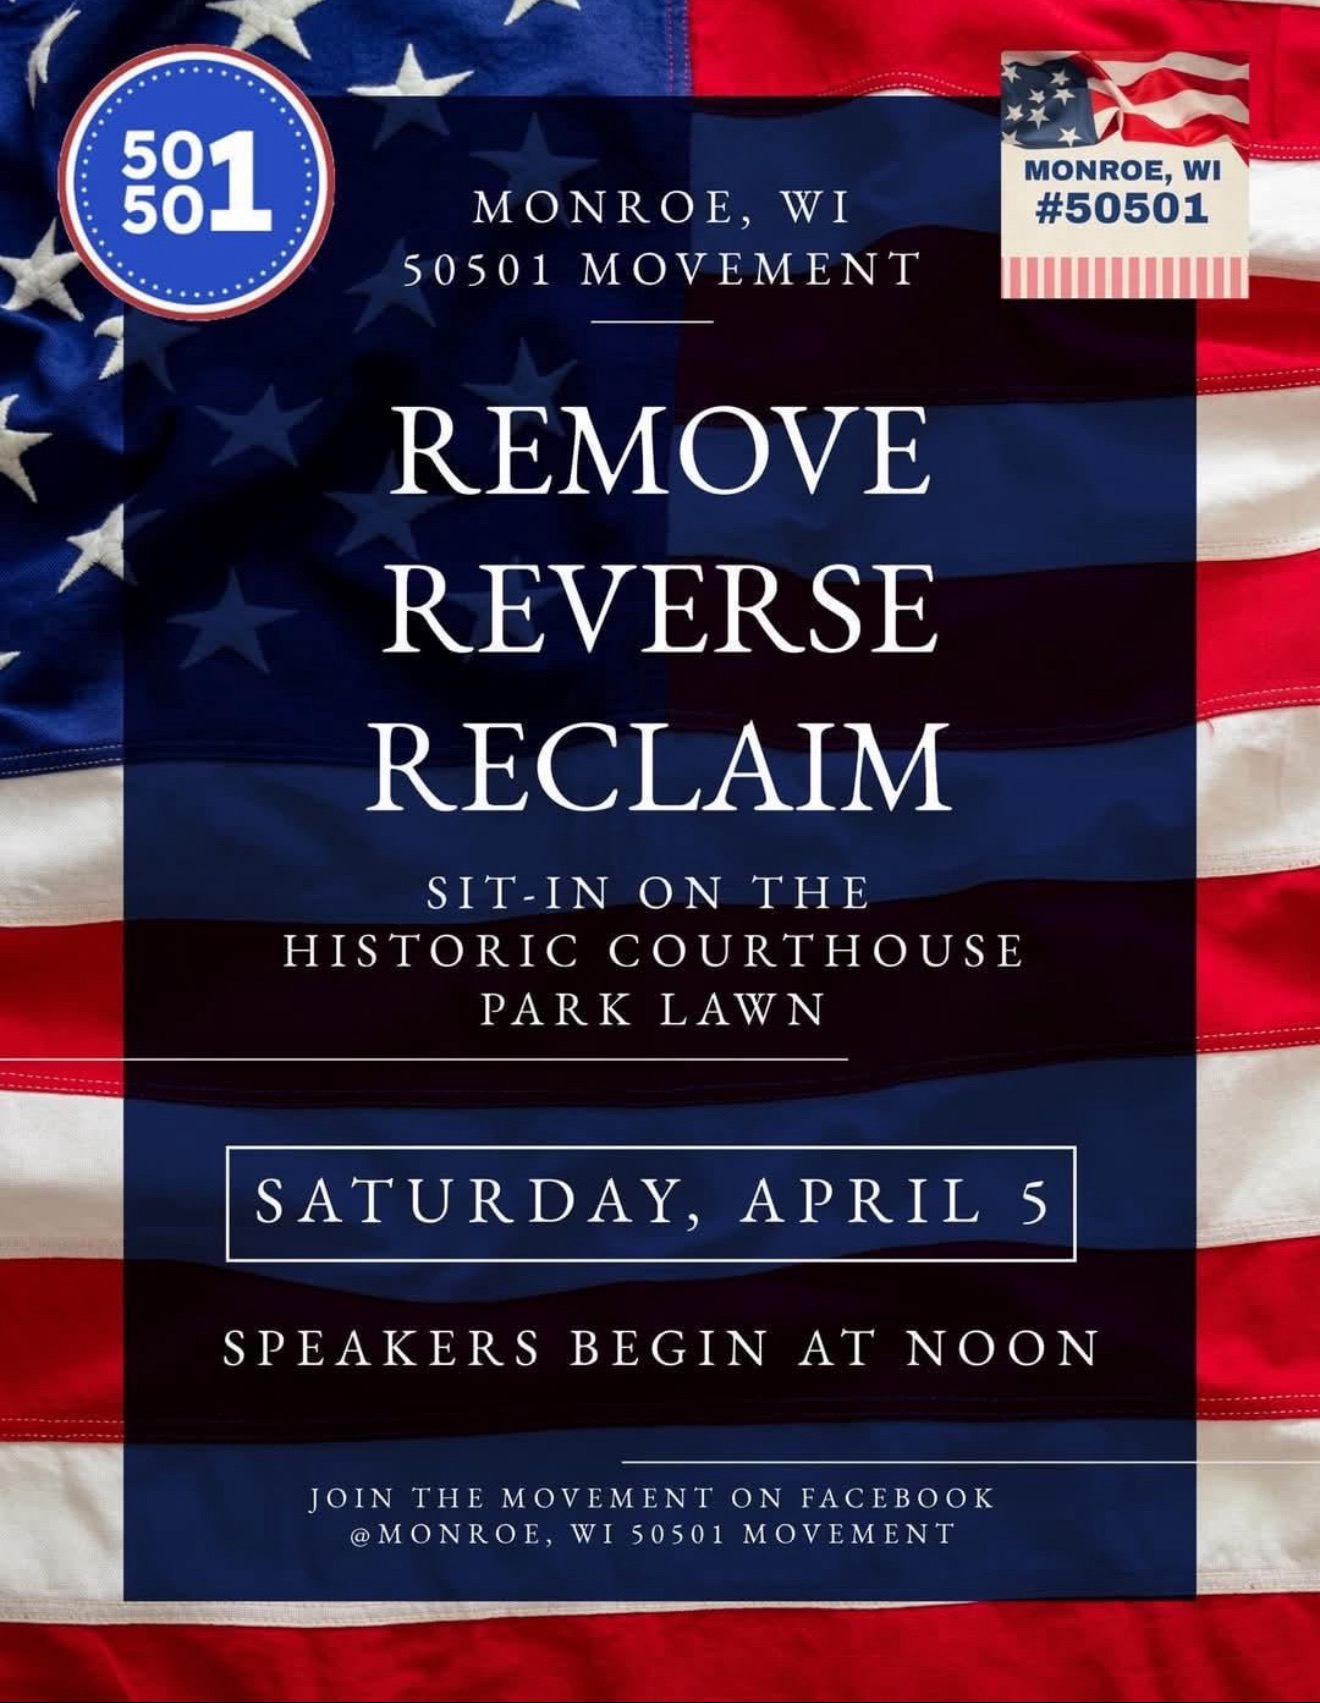 50
50
1
MONROE, WI
#50501
MONROE, WI
50501 MOVEMENT
REMOVE
REVERSE
RECLAIM
SIT-IN ON THE
HISTORIC COURTHOUSE
PARK LAWN
SATURDAY, APRIL 5
SPEAKERS BEGIN AT NOON
JOIN THE MOVEMENT ON FACEBOOK
@MONROE, WI 50501 MOVEMENT